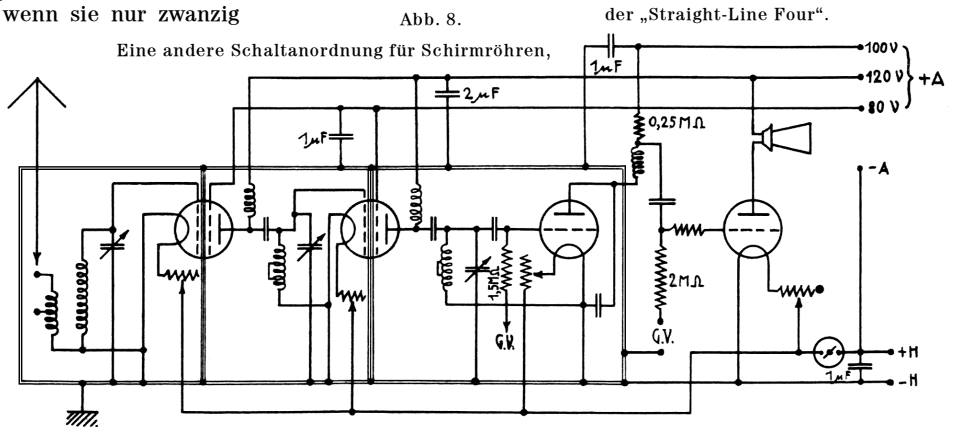 wenn sie nur zwanzig
Abb. 8.
der „Straight-Line Four“.
Eine andere Schaltanordnung für Schirmröhren,
1μF
100 V
120 V
+A
80 V
2μF
1μF
0,25 MΩ
-A
1,5MΩ
2MΩ
G.V.
G.V.
+H
1μF
-H